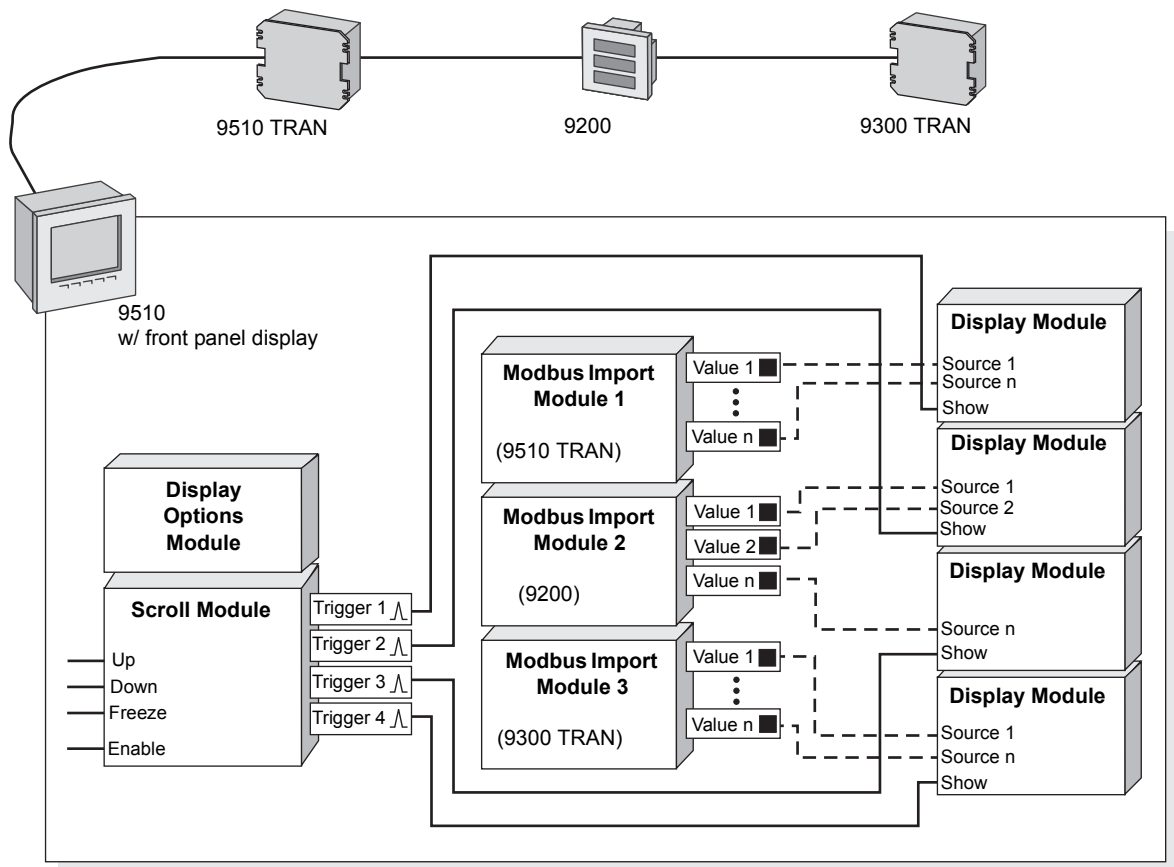 9510 TRAN
9200
9300 TRAN
9510
w/ front panel display
Display
Options
Module
Scroll Module
Up
Down
Freeze
Enable
Trigger 1
Trigger 2
Trigger 3
Trigger 4
Modbus Import
Module 1
(9510 TRAN)
Value 1
Value n
Modbus Import
Module 2
(9200)
Value 1
Value 2
Value n
Modbus Import
Module 3
(9300 TRAN)
Value 1
Value n
Display Module
Source 1
Source n
Show
Display Module
Source 1
Source 2
Show
Display Module
Source n
Show
Display Module
Source 1
Source n
Show